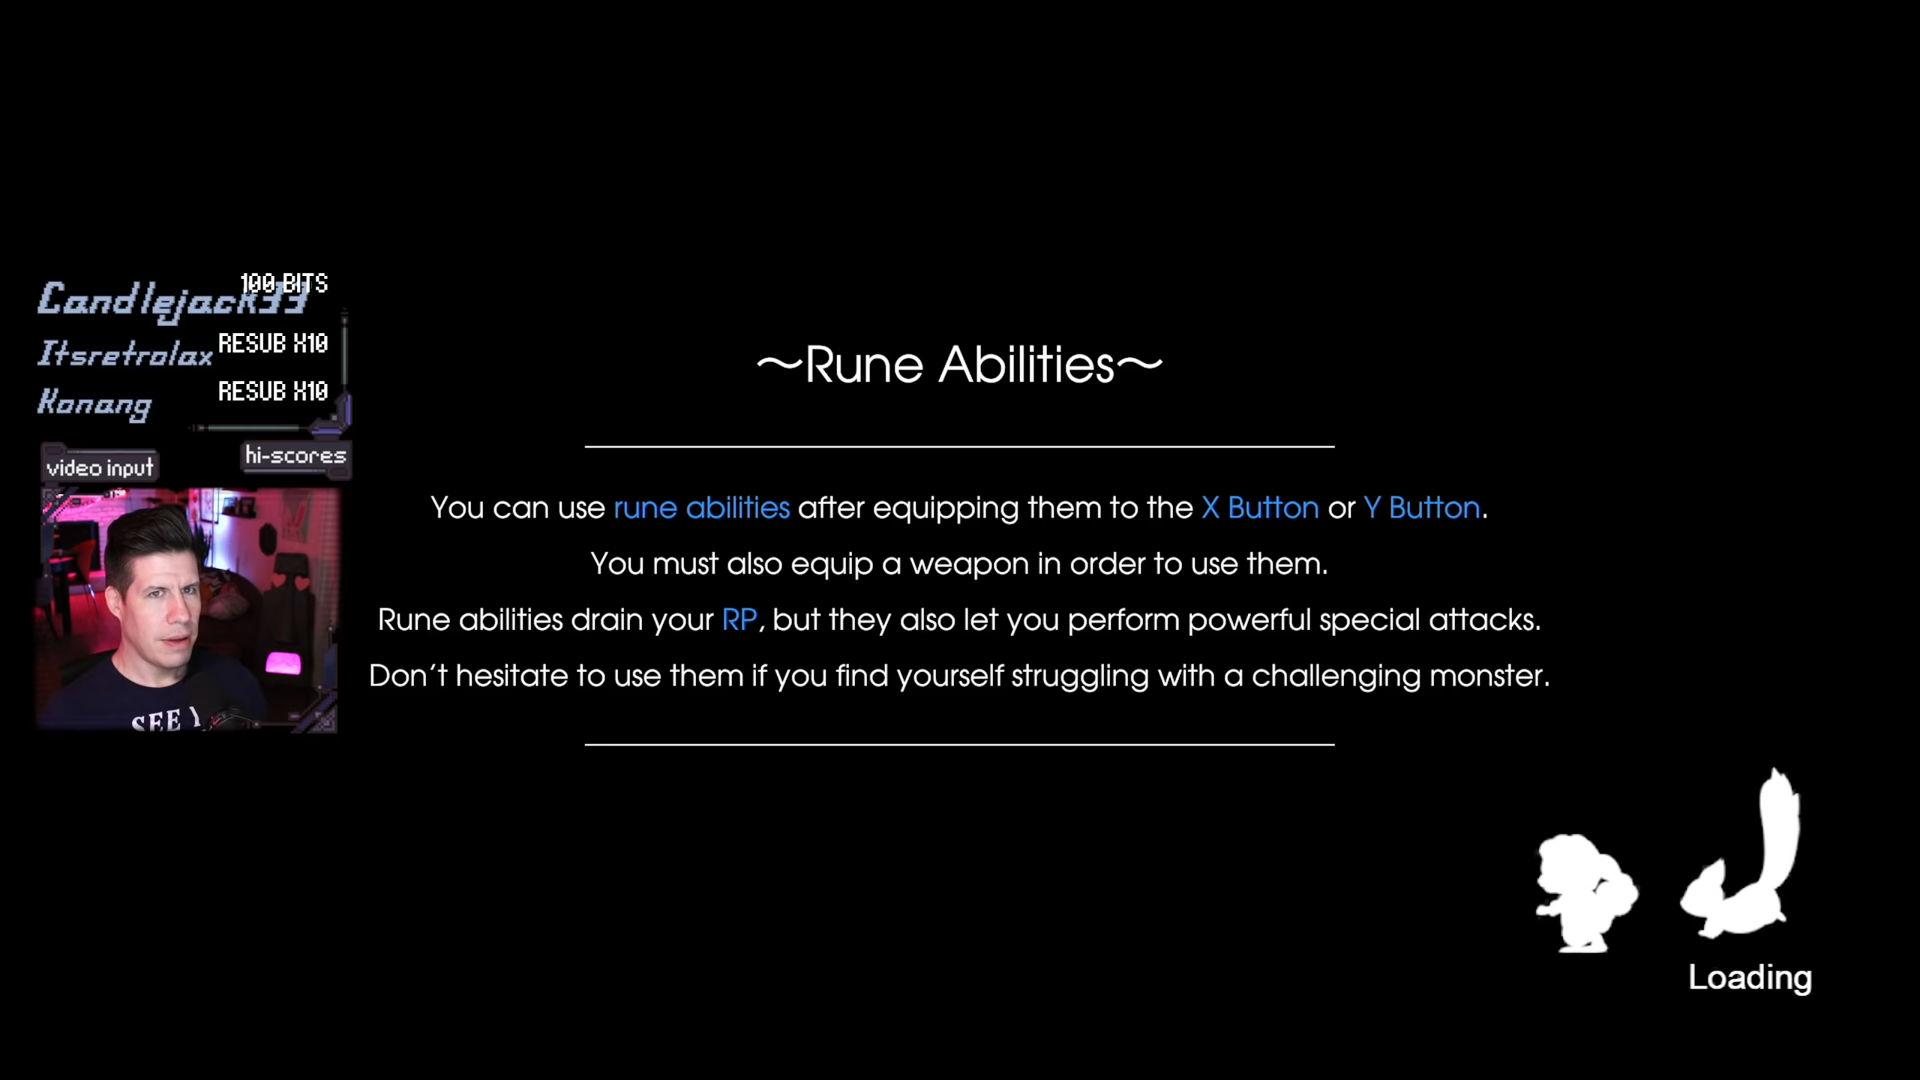 100 BITS
Candlejack33
RESUB X10
Itsretrolax
RESUB X10
Konang
hi-scores
video input
SEE
~Rune Abilities~
You can use rune abilities after equipping them to the X Button or Y Button.
You must also equip a weapon in order to use them.
Rune abilities drain your RP, but they also let you perform powerful special attacks.
Don't hesitate to use them if you find yourself struggling with a challenging monster.
Loading